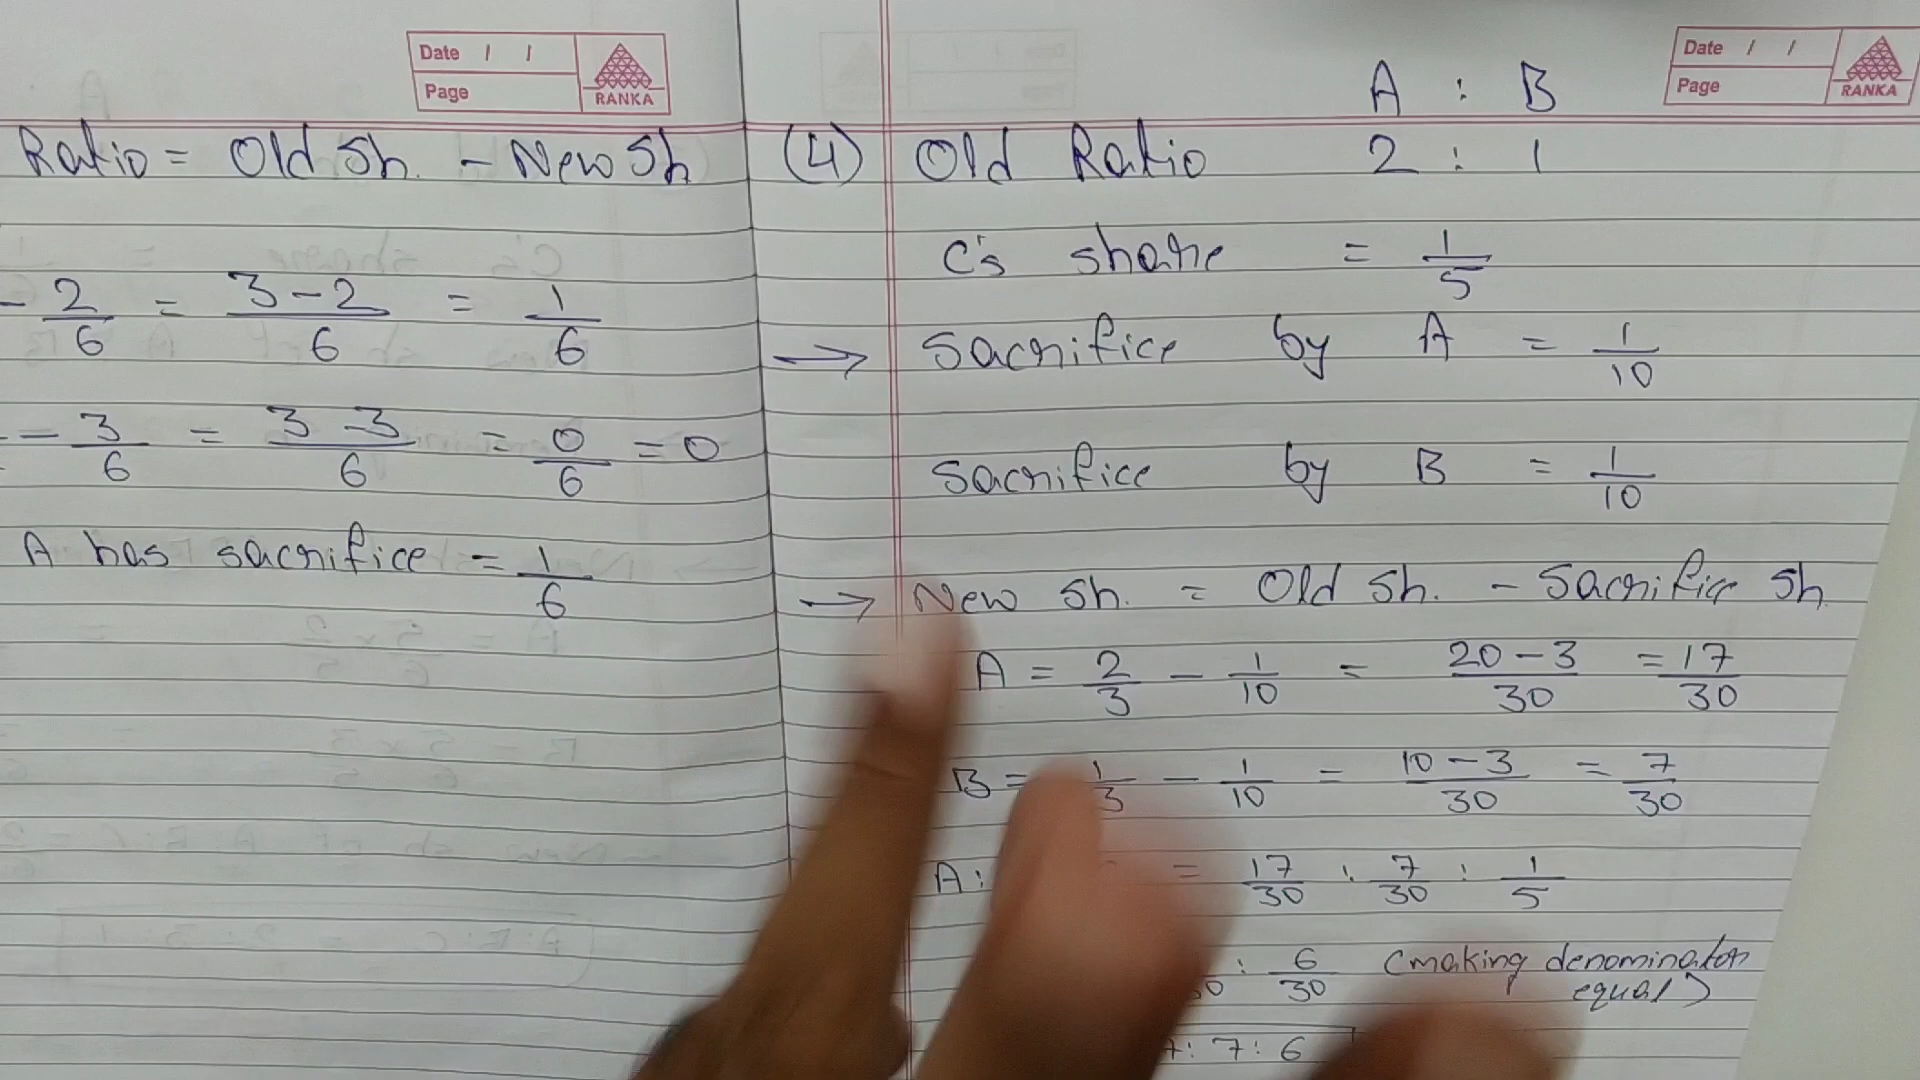 Date / /
Page
RANKA
Ratio = Old Sh. - New Sh
- 2/6 = 3-2/6 = 1/6
- 3/6 = 3-3/6 = 0/6 = 0
A has sacrifice = 1/6
Date / /
Page
RANKA
A : B
(4) Old Ratio 2 : 1
C's share = 1/5
→ Sacrifice by A = 1/10
Sacrifice by B = 1/10
→ New Sh. = Old Sh. - Sacrifice Sh
A = 2/3 - 1/10 = 20-3/30 = 17/30
B = 1/3 - 1/10 = 10-3/30 = 7/30
A: = 17/30 : 7/30 : 1/5
: 6/30 (making denominator
equal)
7 : 6